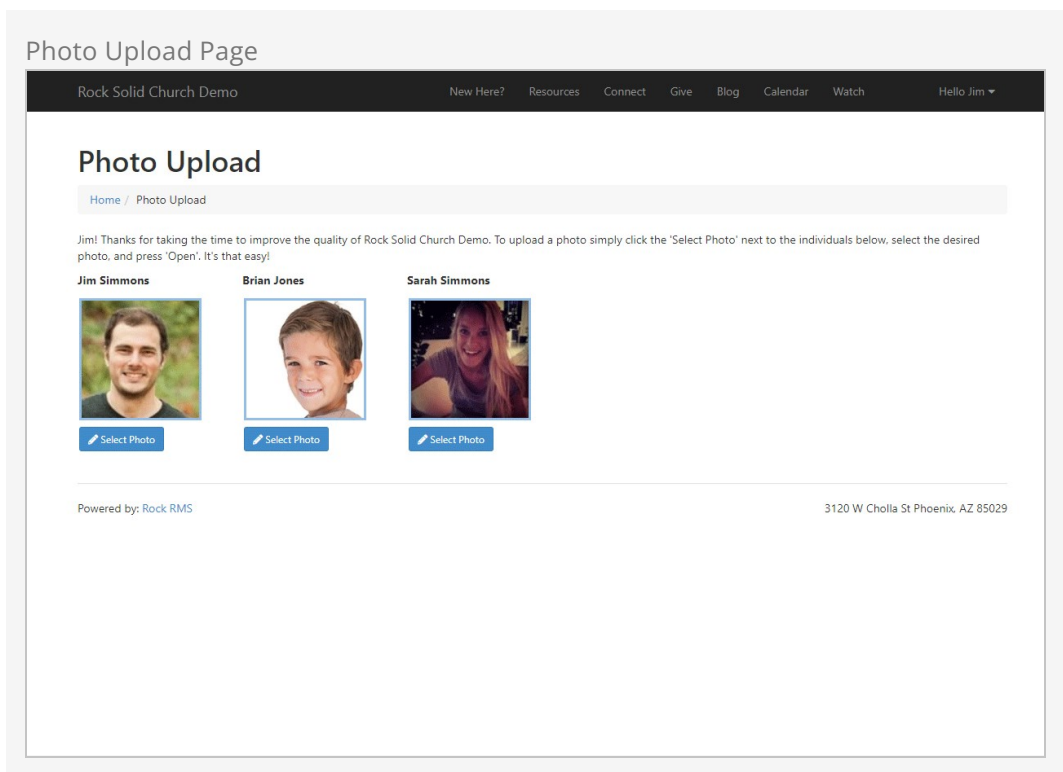 Photo Upload Page
Rock Solid Church Demo New Here? Resources Connect Give Blog Calendar Watch Hello Jim
Photo Upload
Home / Photo Upload
Jim! Thanks for taking the time to improve the quality of Rock Solid Church Demo. To upload a photo simply click the 'Select Photo' next to the individuals below, select the desired
photo, and press 'Open'. It's that easy!
Jim Simmons Brian Jones Sarah Simmons
Select Photo Select Photo Select Photo
Powered by: Rock RMS 3120 W Cholla St Phoenix, AZ 85029